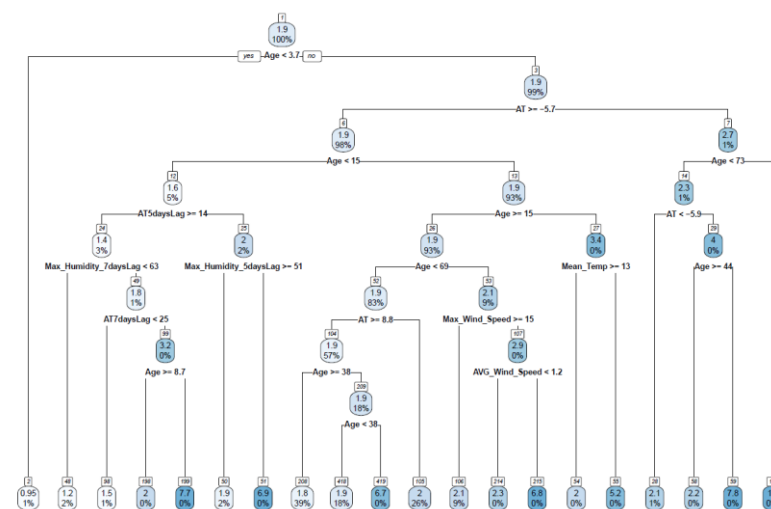 1
1.9
100%
yes Age < 3.7 no
3
1.9
99%
AT >= −5.7
6 7
1.9 2.7
98% 1%
Age < 15 Age < 73
12 13 14
1.6 1.9 2.3
5% 93% 1%
AT5daysLag >= 14 Age >= 15 AT < −5.9
24 25 26 27 29
1.4 2 1.9 3.4 4
3% 2% 93% 0% 0%
Max_Humidity_7daysLag < 63 Max_Humidity_5daysLag >= 51 Age < 69 Mean_Temp >= 13 Age >= 44
49 52 53
1.8 1.9 2.1
1% 83% 9%
AT7daysLag < 25 AT >= 8.8 Max_Wind_Speed >= 15
99 104 107
3.2 1.9 2.9
0% 57% 0%
Age >= 8.7 Age >= 38 AVG_Wind_Speed < 1.2
209
1.9
18%
Age < 38
2 48 98 198 199 50 51 208 418 419 105 106 214 215 54 55 28 58 59
0.95 1.2 1.5 2 7.7 1.9 6.9 1.8 1.9 6.7 2 2.1 2.3 6.8 2 5.2 2.1 2.2 7.8
1% 2% 1% 0% 0% 2% 0% 39% 18% 0% 26% 9% 0% 0% 0% 0% 1% 0% 0%